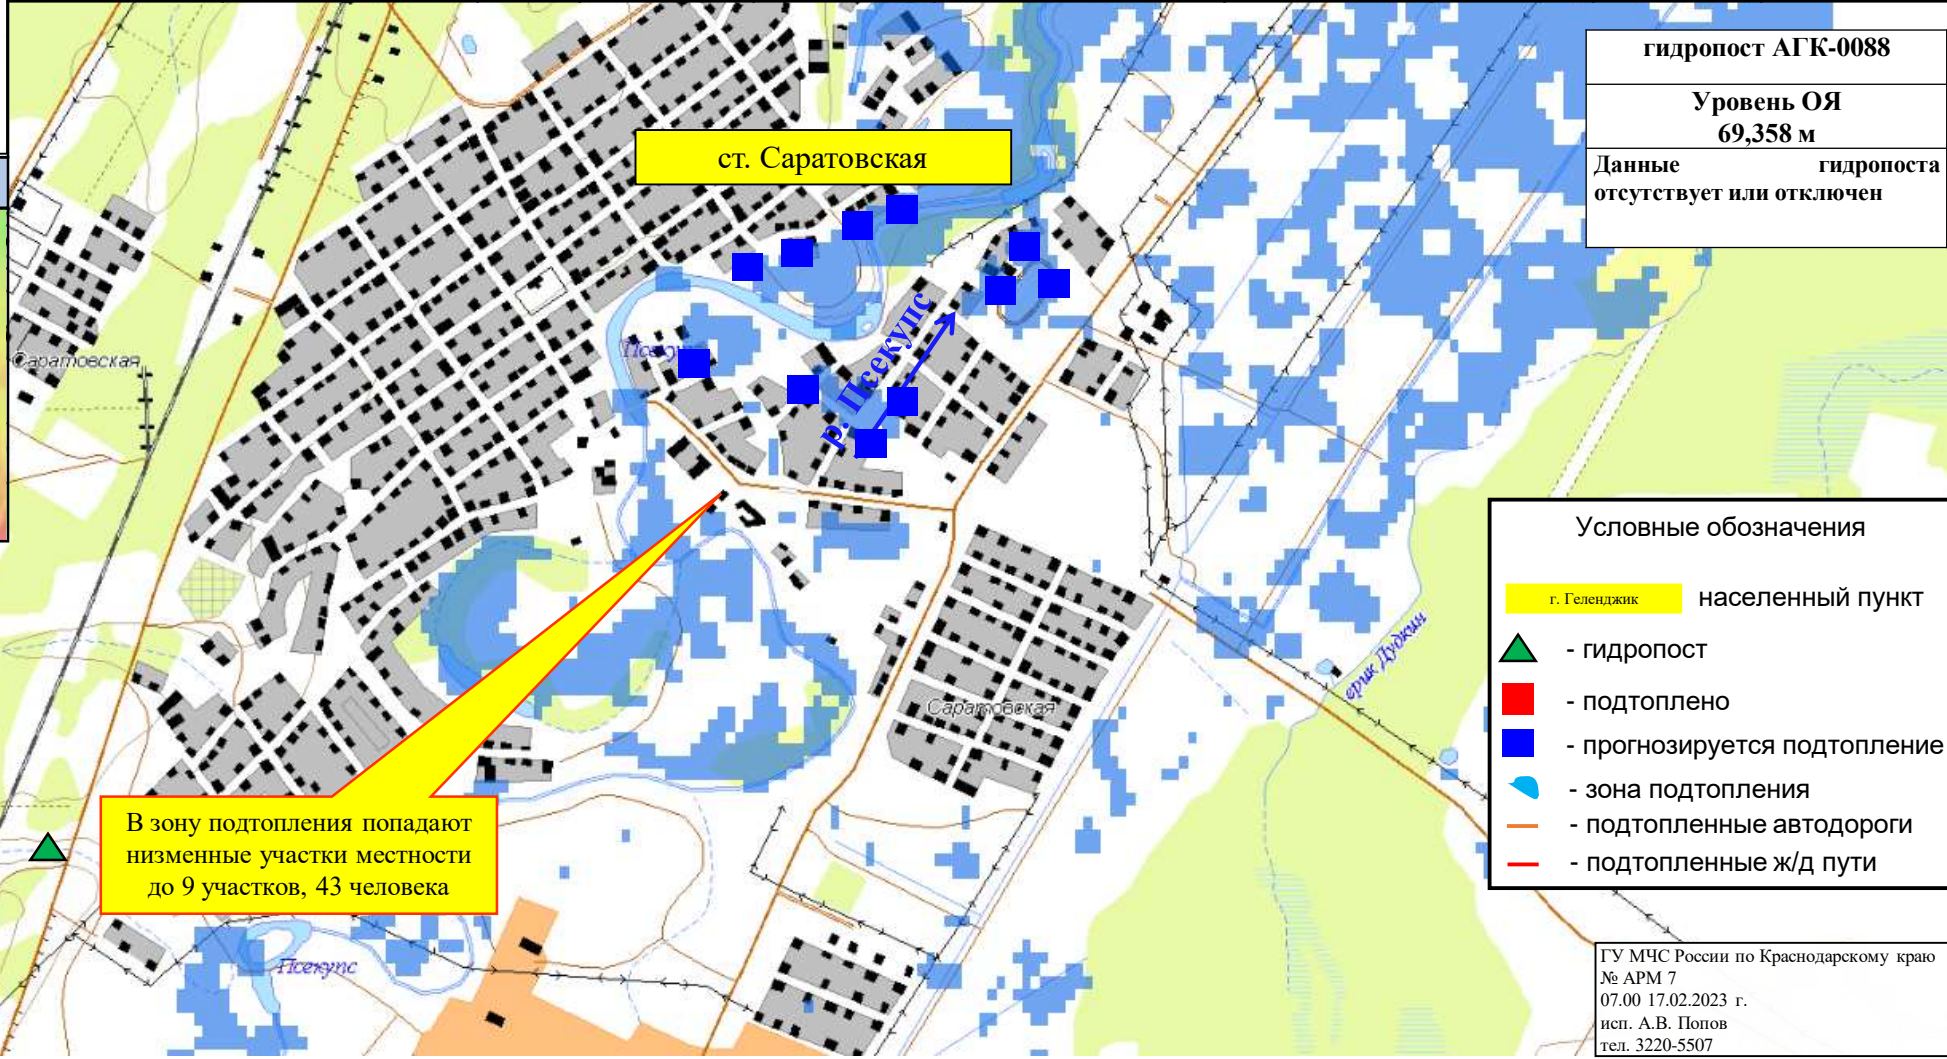 гидропост АГК-0088
Уровень ОЯ
69,358 м
Данные гидропоста
отсутствует или отключен
ст. Саратовская
Саратовская
Псекупс
р. Псекупс
Условные обозначения
г. Геленджик населенный пункт
- гидропост
- подтоплено
- прогнозируется подтопление
- зона подтопления
- подтопленные автодороги
- подтопленные ж/д пути
ерик Дудкин
Саратовская
В зону подтопления попадают
низменные участки местности
до 9 участков, 43 человека
Псекупс
ГУ МЧС России по Краснодарскому краю
№ АРМ 7
07.00 17.02.2023 г.
исп. А.В. Попов
тел. 3220-5507